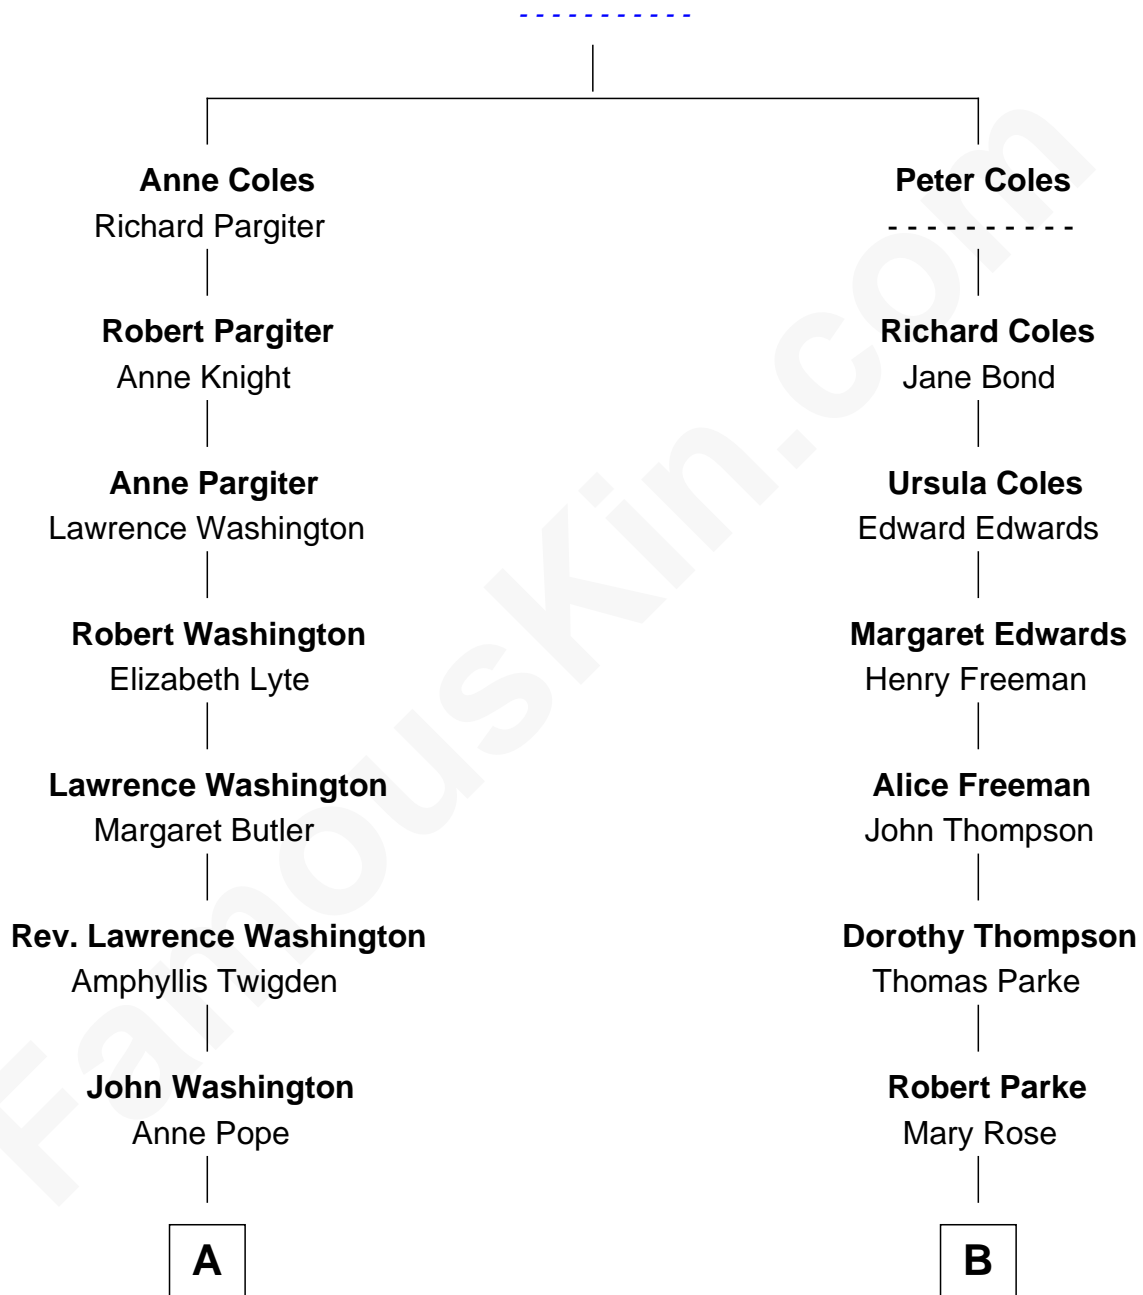 - - - - - - - - - - -
Anne Coles
Richard Pargiter
Peter Coles
- - - - - - - - - -
Robert Pargiter
Anne Knight
Richard Coles
Jane Bond
Anne Pargiter
Lawrence Washington
Ursula Coles
Edward Edwards
Robert Washington
Elizabeth Lyte
Margaret Edwards
Henry Freeman
Lawrence Washington
Margaret Butler
Alice Freeman
John Thompson
Rev. Lawrence Washington
Amphyllis Twigden
Dorothy Thompson
Thomas Parke
John Washington
Anne Pope
Robert Parke
Mary Rose
A
B
FamousKin.com